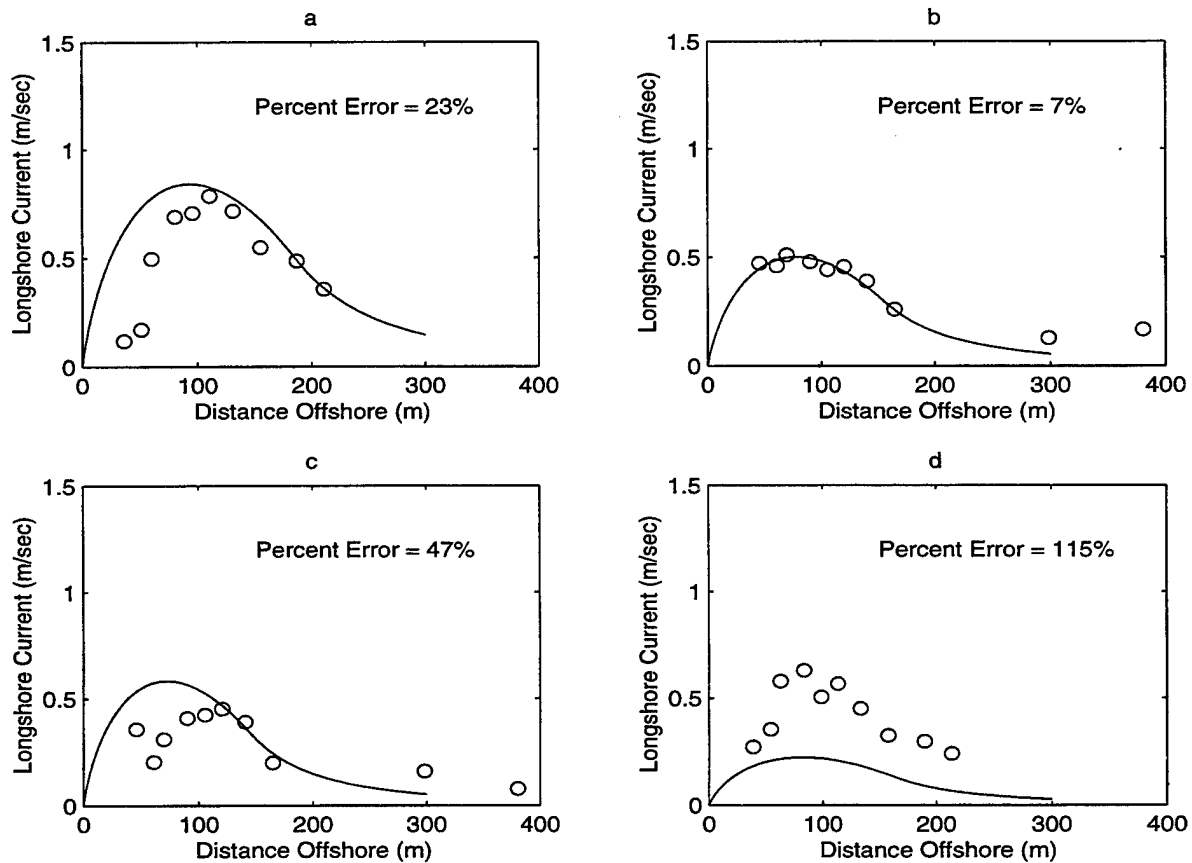 a
1.5
1
0.5
0
Longshore Current (m/sec)
Percent Error = 23%
0 100 200 300 400
Distance Offshore (m)
b
1.5
1
0.5
0
Longshore Current (m/sec)
Percent Error = 7%
0 100 200 300 400
Distance Offshore (m)
c
1.5
1
0.5
0
Longshore Current (m/sec)
Percent Error = 47%
0 100 200 300 400
Distance Offshore (m)
d
1.5
1
0.5
0
Longshore Current (m/sec)
Percent Error = 115%
0 100 200 300 400
Distance Offshore (m)